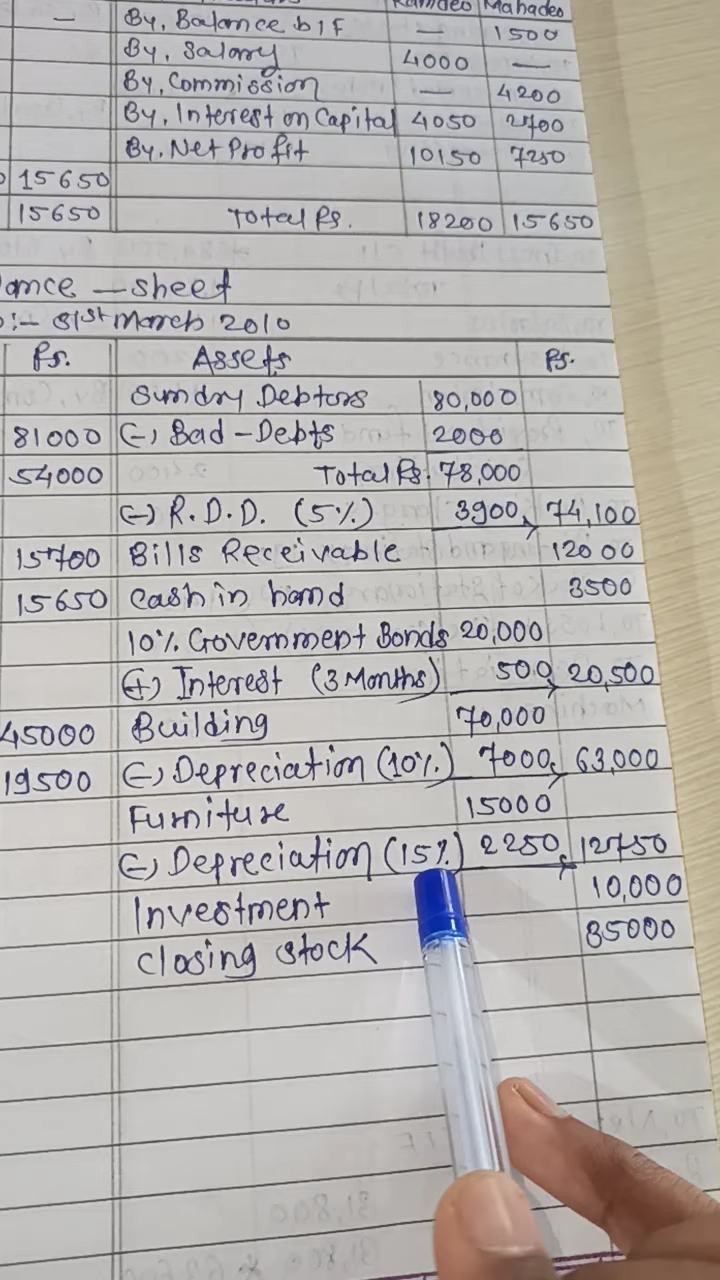 Ramdeo Mahadeo
— By, Balance b/F — 1500
By, Salary 4000 —
By, Commission — 4200
By, Interest on Capital 4050 2700
By, Net Profit 10150 7250
15650
15650 Total Rs. 18200 15650
ance - sheet
:- 31st March 2010
Rs. Assets Rs.
Sundry Debtors 80,000
81000 (-) Bad-Debts 2000
54000 Total Rs. 78,000
(-) R.D.D. (5%) 3900 74,100
15700 Bills Receivable 12000
15650 Cash in hand 3500
10% Government Bonds 20,000
(+) Interest (3 Months) 500 20,500
45000 Building 70,000
19500 (-) Depreciation (10%) 7000 63,000
Furniture 15000
(-) Depreciation (15%) 2250 12750
Investment 10,000
Closing Stock 35000